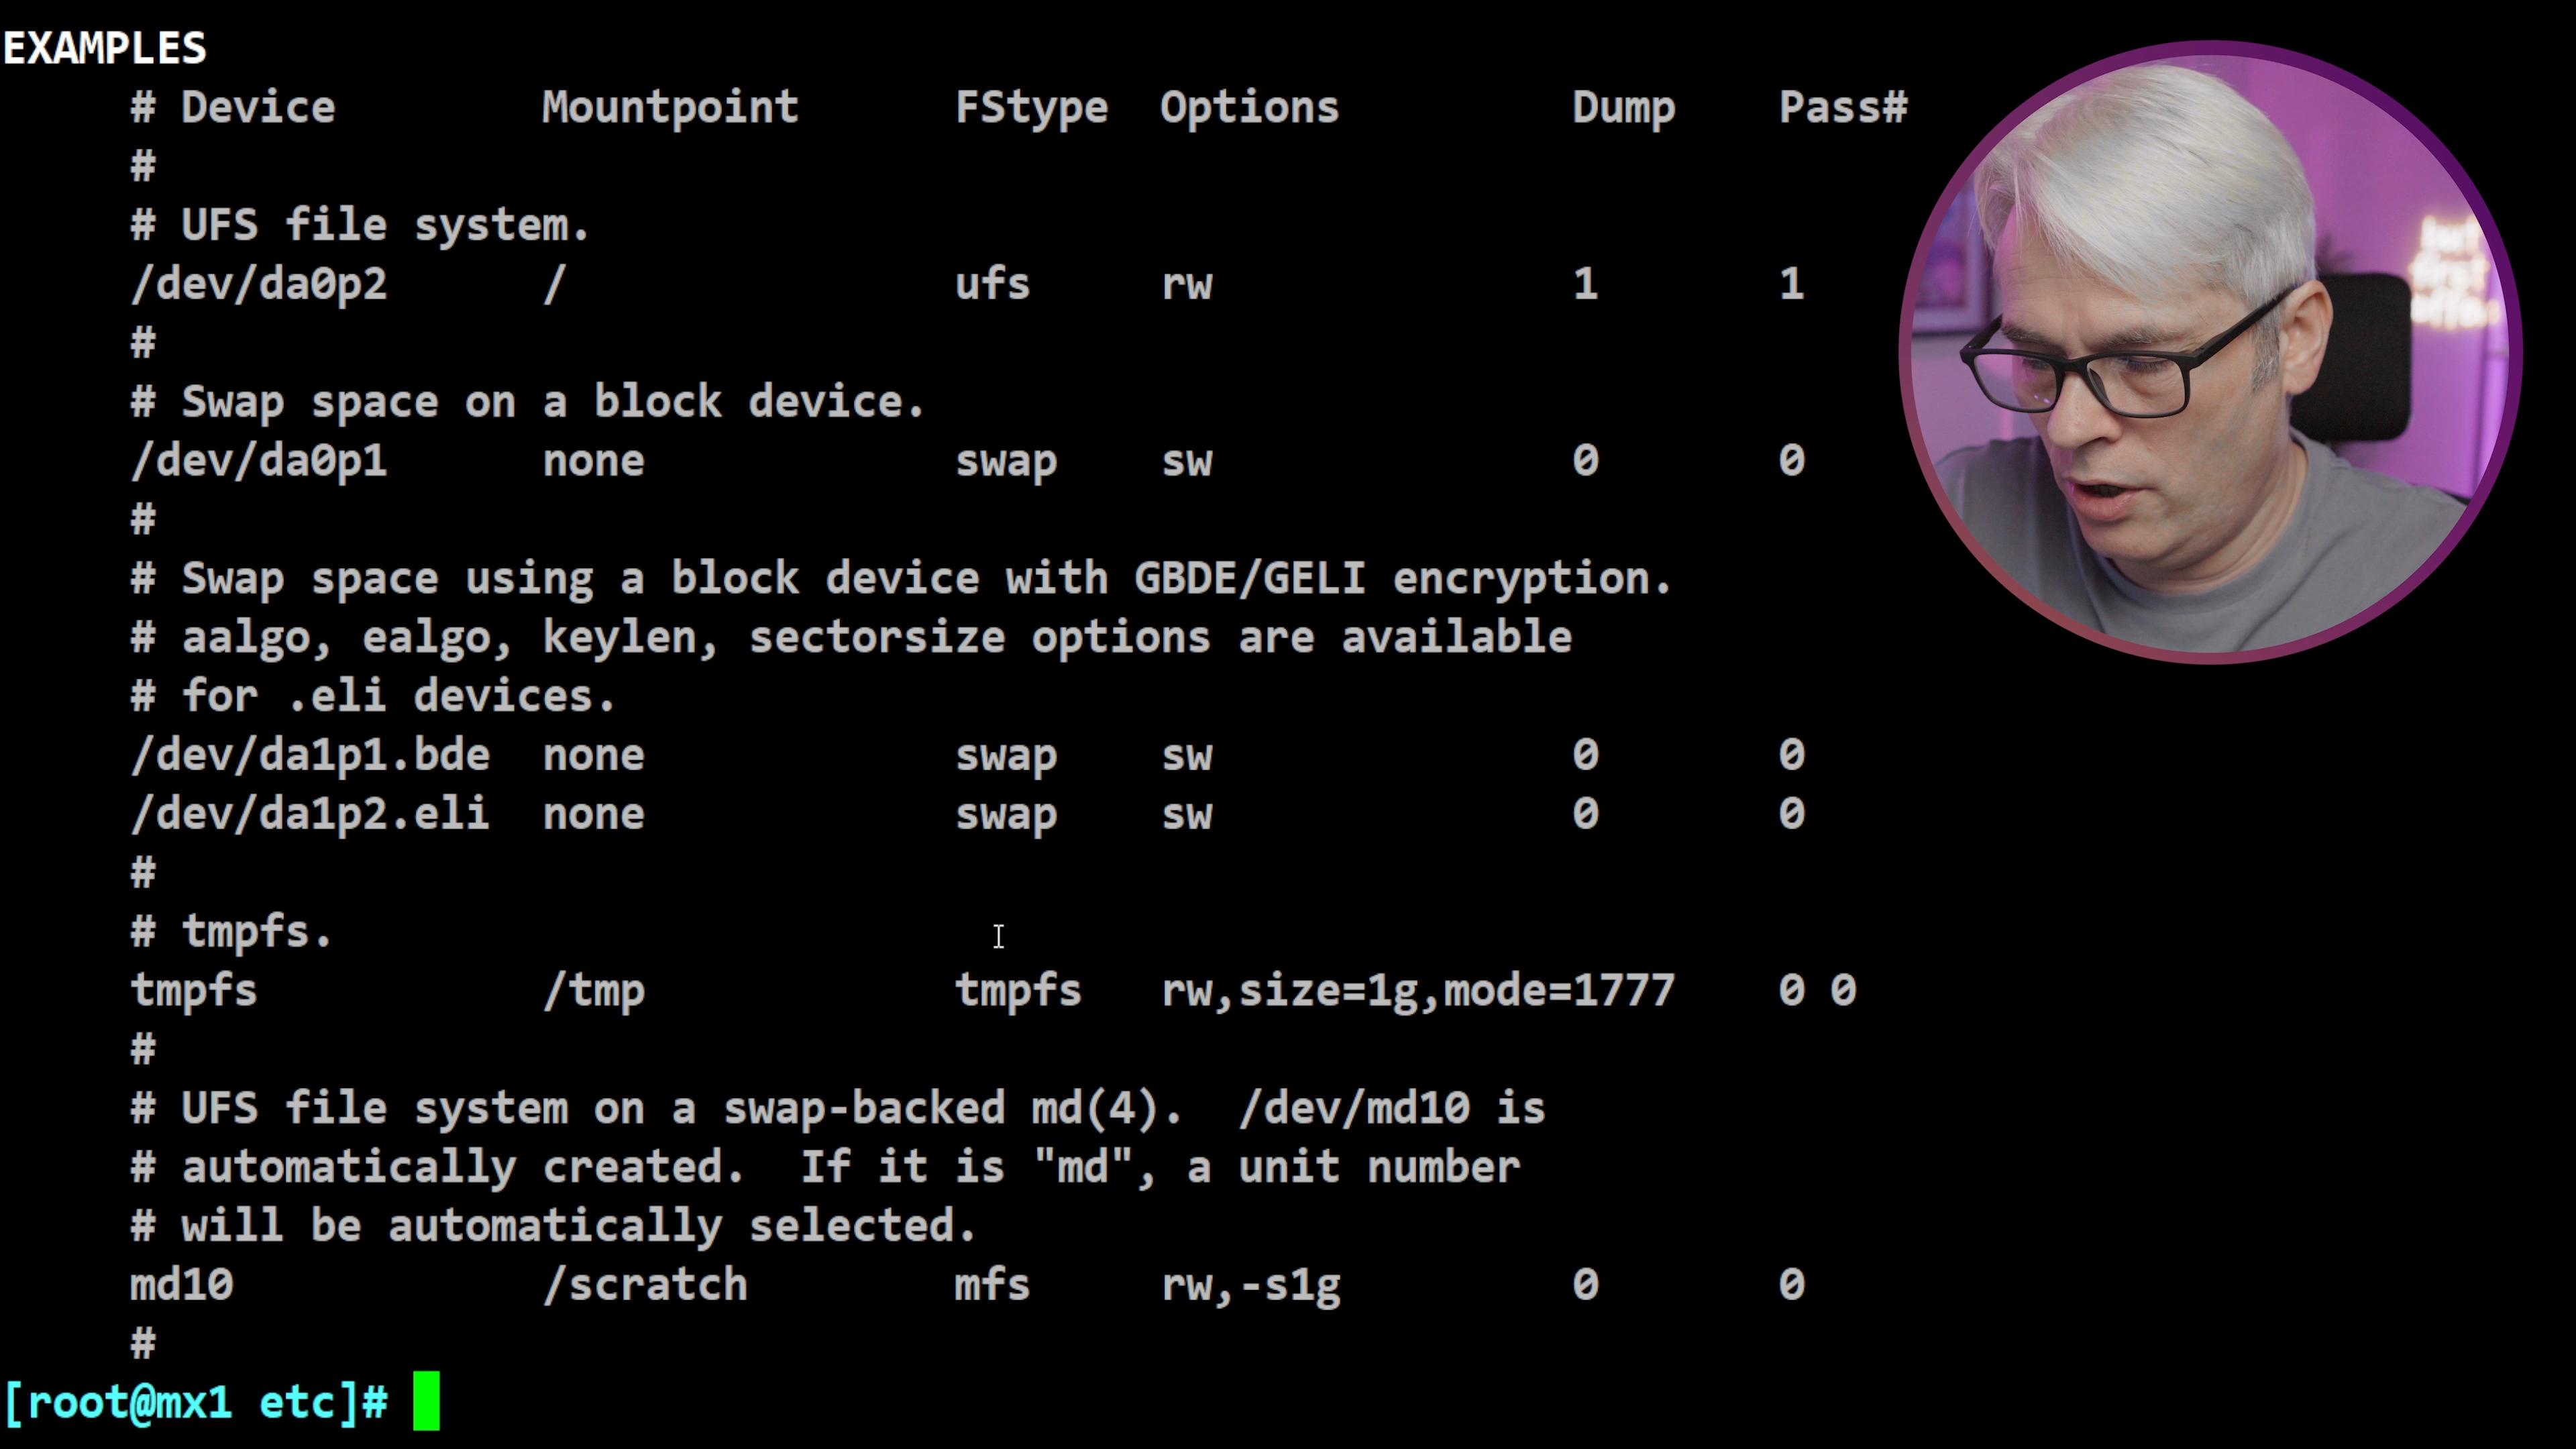 EXAMPLES
# Device Mountpoint FStype Options Dump Pass#
#
# UFS file system.
/dev/da0p2 / ufs rw 1 1
#
# Swap space on a block device.
/dev/da0p1 none swap sw 0 0
#
# Swap space using a block device with GBDE/GELI encryption.
# aalgo, ealgo, keylen, sectorsize options are available
# for .eli devices.
/dev/da1p1.bde none swap sw 0 0
/dev/da1p2.eli none swap sw 0 0
#
# tmpfs.
tmpfs /tmp tmpfs rw,size=1g,mode=1777 0 0
#
# UFS file system on a swap-backed md(4). /dev/md10 is
# automatically created. If it is "md", a unit number
# will be automatically selected.
md10 /scratch mfs rw,-s1g 0 0
#
[root@mx1 etc]#